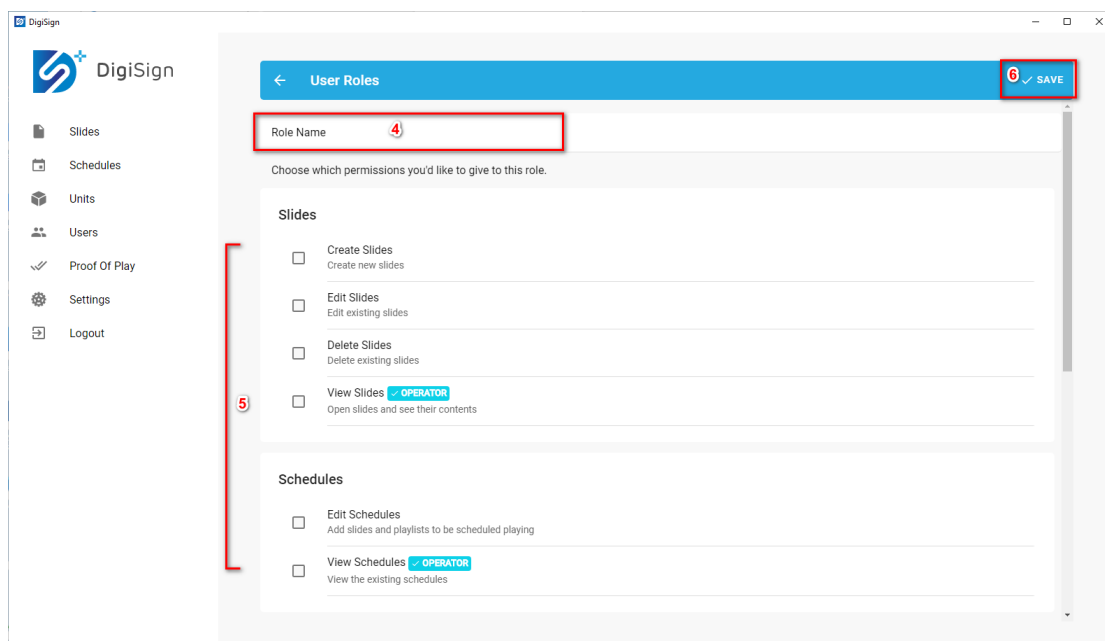 DigiSign
DigiSign
Slides
Schedules
Units
Users
Proof Of Play
Settings
Logout
User Roles
6
SAVE
Role Name
4
Choose which permissions you'd like to give to this role.
Slides
5
Create Slides
Create new slides
Edit Slides
Edit existing slides
Delete Slides
Delete existing slides
View Slides OPERATOR
Open slides and see their contents
Schedules
Edit Schedules
Add slides and playlists to be scheduled playing
View Schedules OPERATOR
View the existing schedules